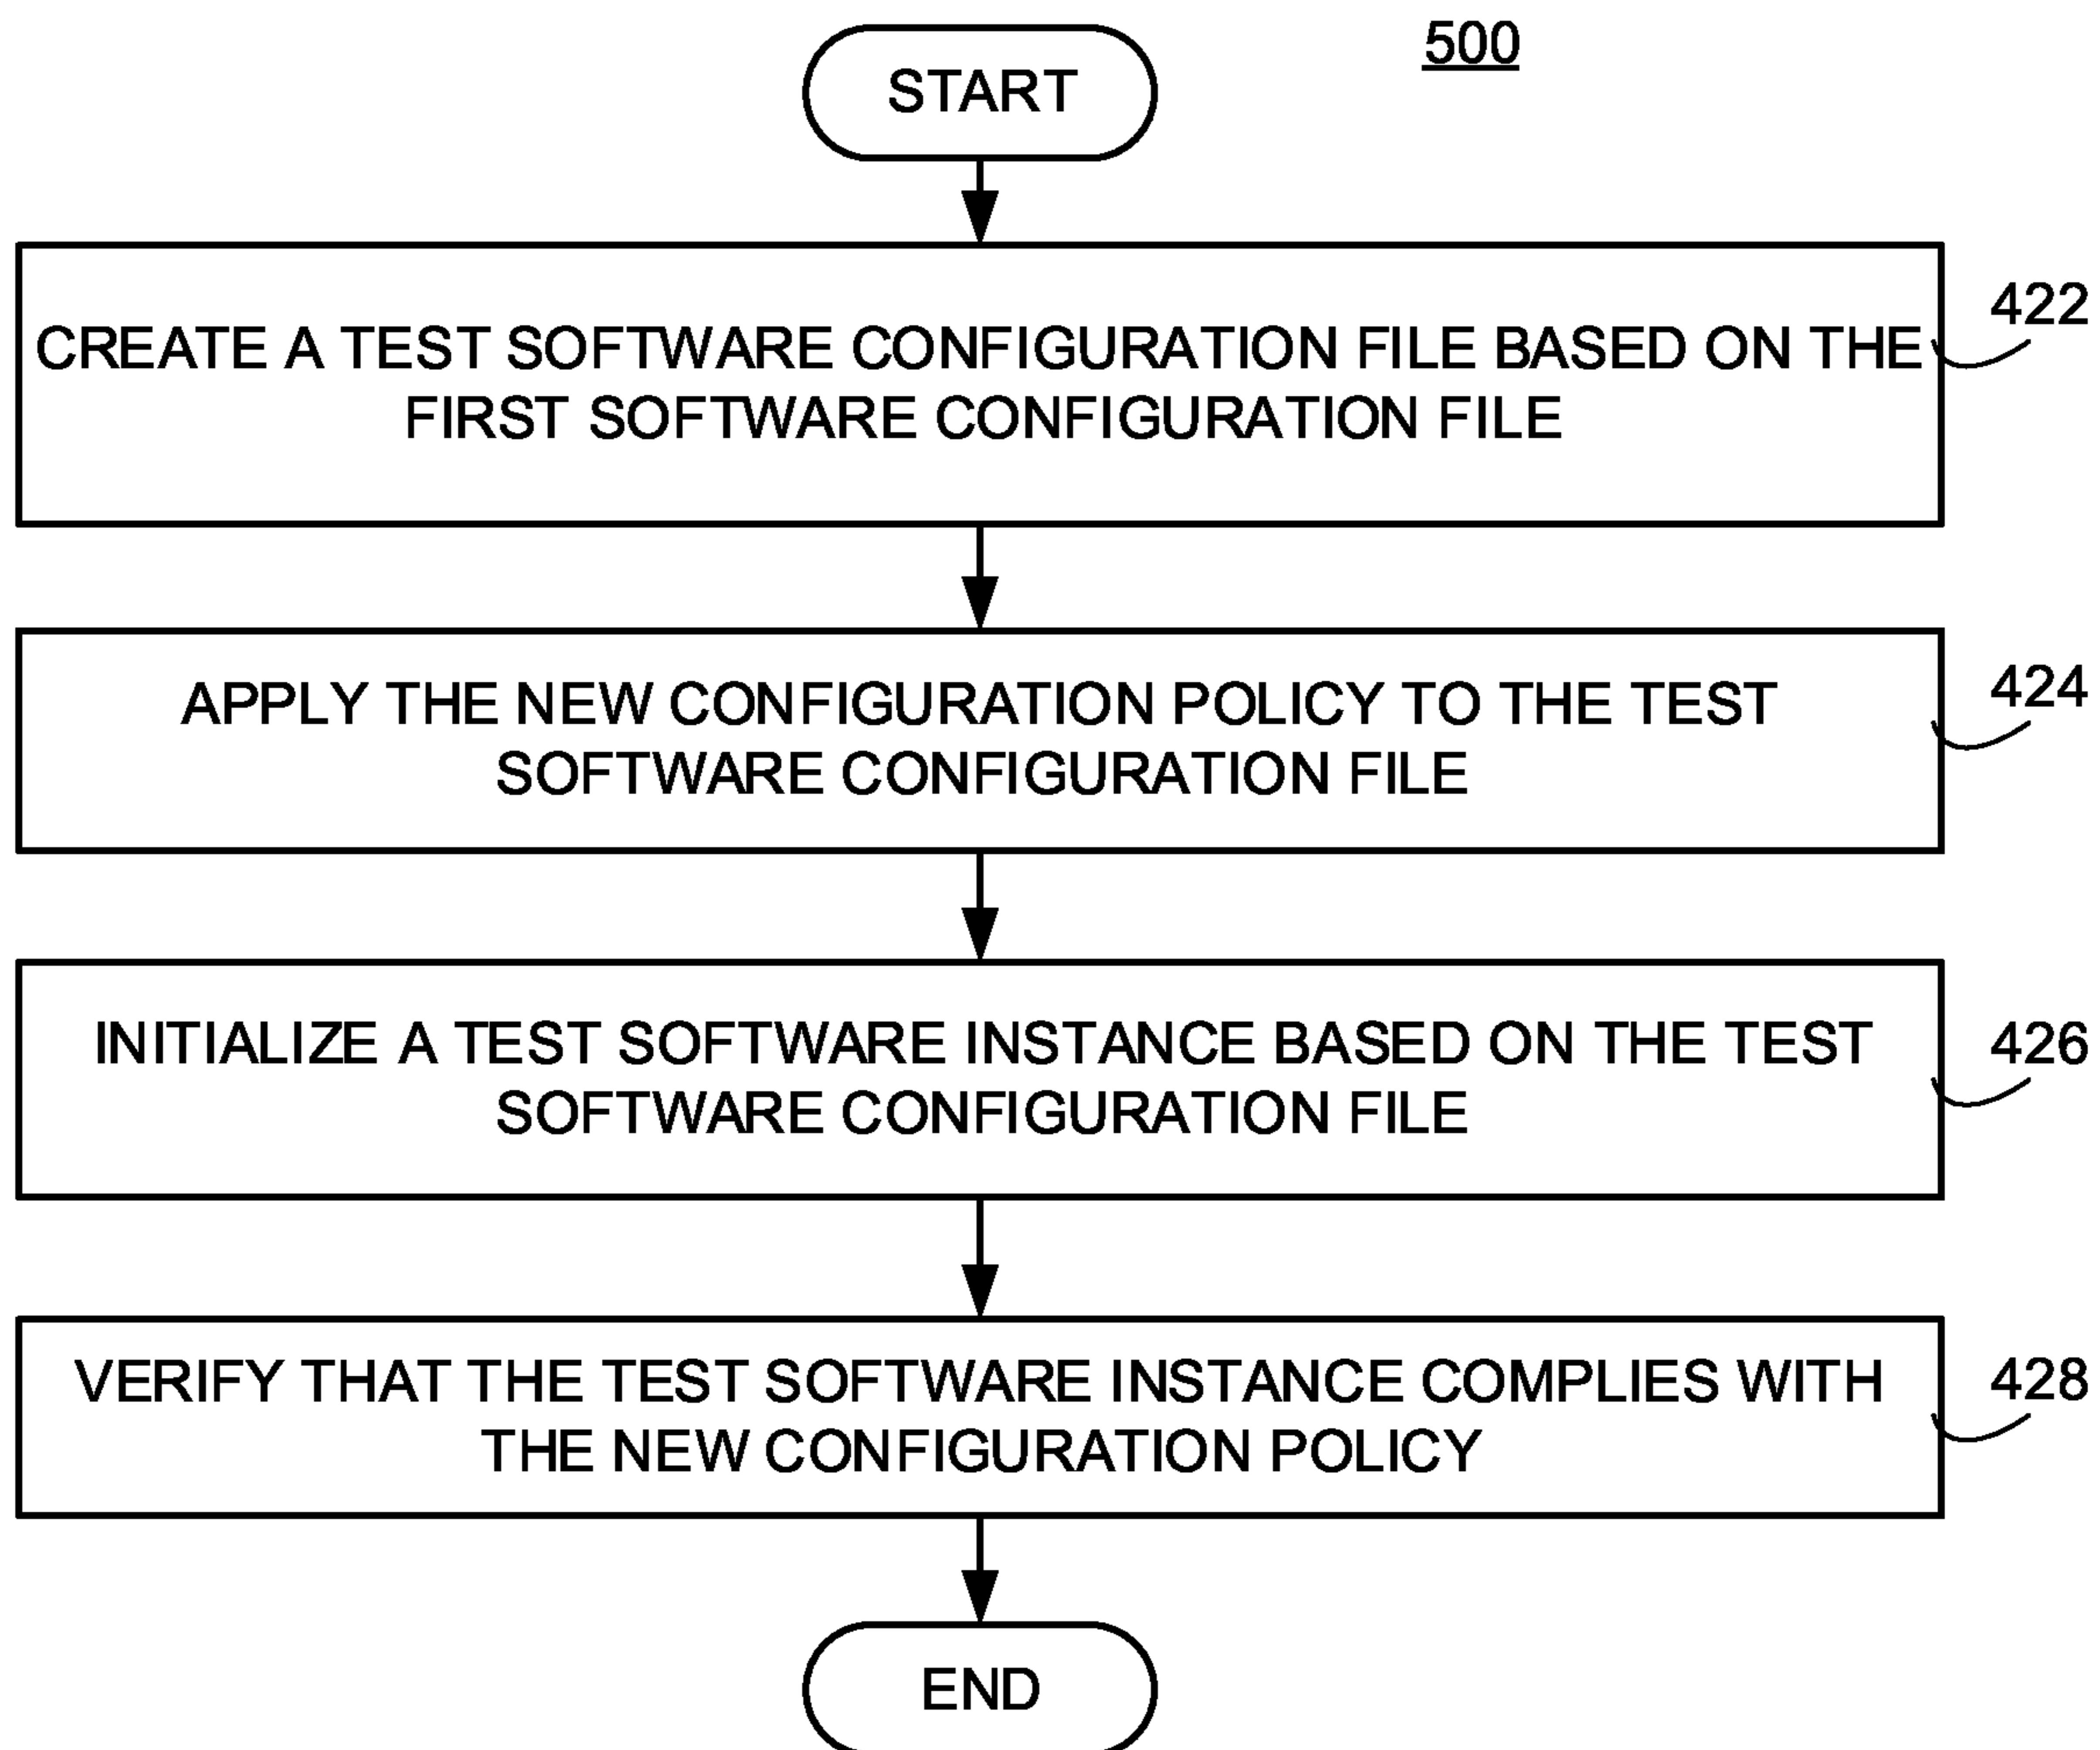 500
START
CREATE A TEST SOFTWARE CONFIGURATION FILE BASED ON THE
FIRST SOFTWARE CONFIGURATION FILE
422
APPLY THE NEW CONFIGURATION POLICY TO THE TEST
SOFTWARE CONFIGURATION FILE
424
INITIALIZE A TEST SOFTWARE INSTANCE BASED ON THE TEST
SOFTWARE CONFIGURATION FILE
426
VERIFY THAT THE TEST SOFTWARE INSTANCE COMPLIES WITH
THE NEW CONFIGURATION POLICY
428
END